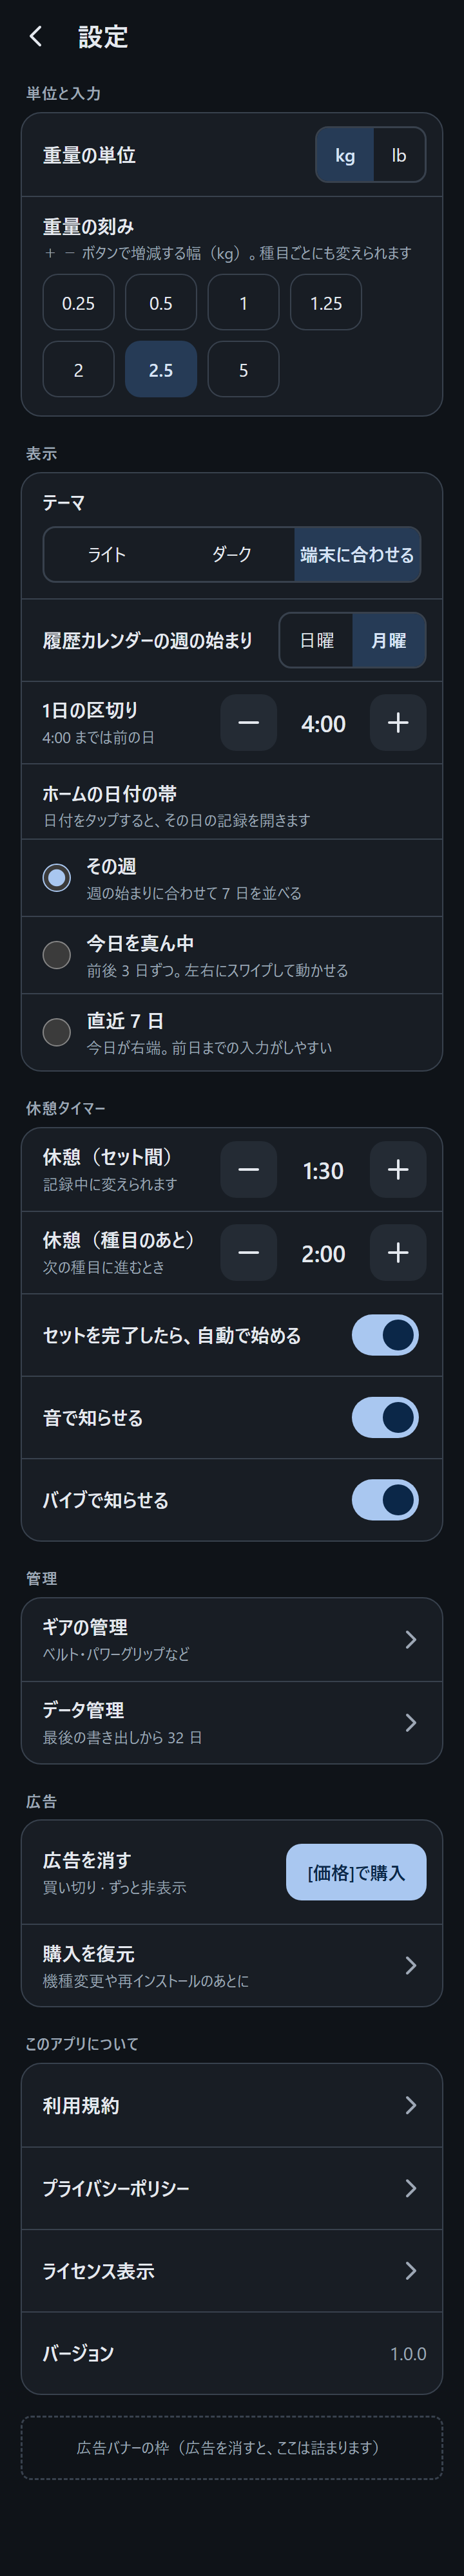 設定
単位と入力
重量の単位
kg
lb
重量の刻み
＋ － ボタンで増減する幅（kg）。種目ごとにも変えられます
0.25
0.5
1
1.25
2
2.5
5
表示
テーマ
ライト
ダーク
端末に合わせる
履歴カレンダーの週の始まり
日曜
月曜
1日の区切り
4:00 までは前の日
4:00
ホームの日付の帯
日付をタップすると、その日の記録を開きます
その週
週の始まりに合わせて 7 日を並べる
今日を真ん中
前後 3 日ずつ。左右にスワイプして動かせる
直近 7 日
今日が右端。前日までの入力がしやすい
休憩タイマー
休憩（セット間）
記録中に変えられます
1:30
休憩（種目のあと）
次の種目に進むとき
2:00
セットを完了したら、自動で始める
音で知らせる
バイブで知らせる
管理
ギアの管理
ベルト・パワーグリップなど
データ管理
最後の書き出しから 32 日
広告
広告を消す
買い切り · ずっと非表示
[価格]で購入
購入を復元
機種変更や再インストールのあとに
このアプリについて
利用規約
プライバシーポリシー
ライセンス表示
バージョン
1.0.0
広告バナーの枠（広告を消すと、ここは詰まります）